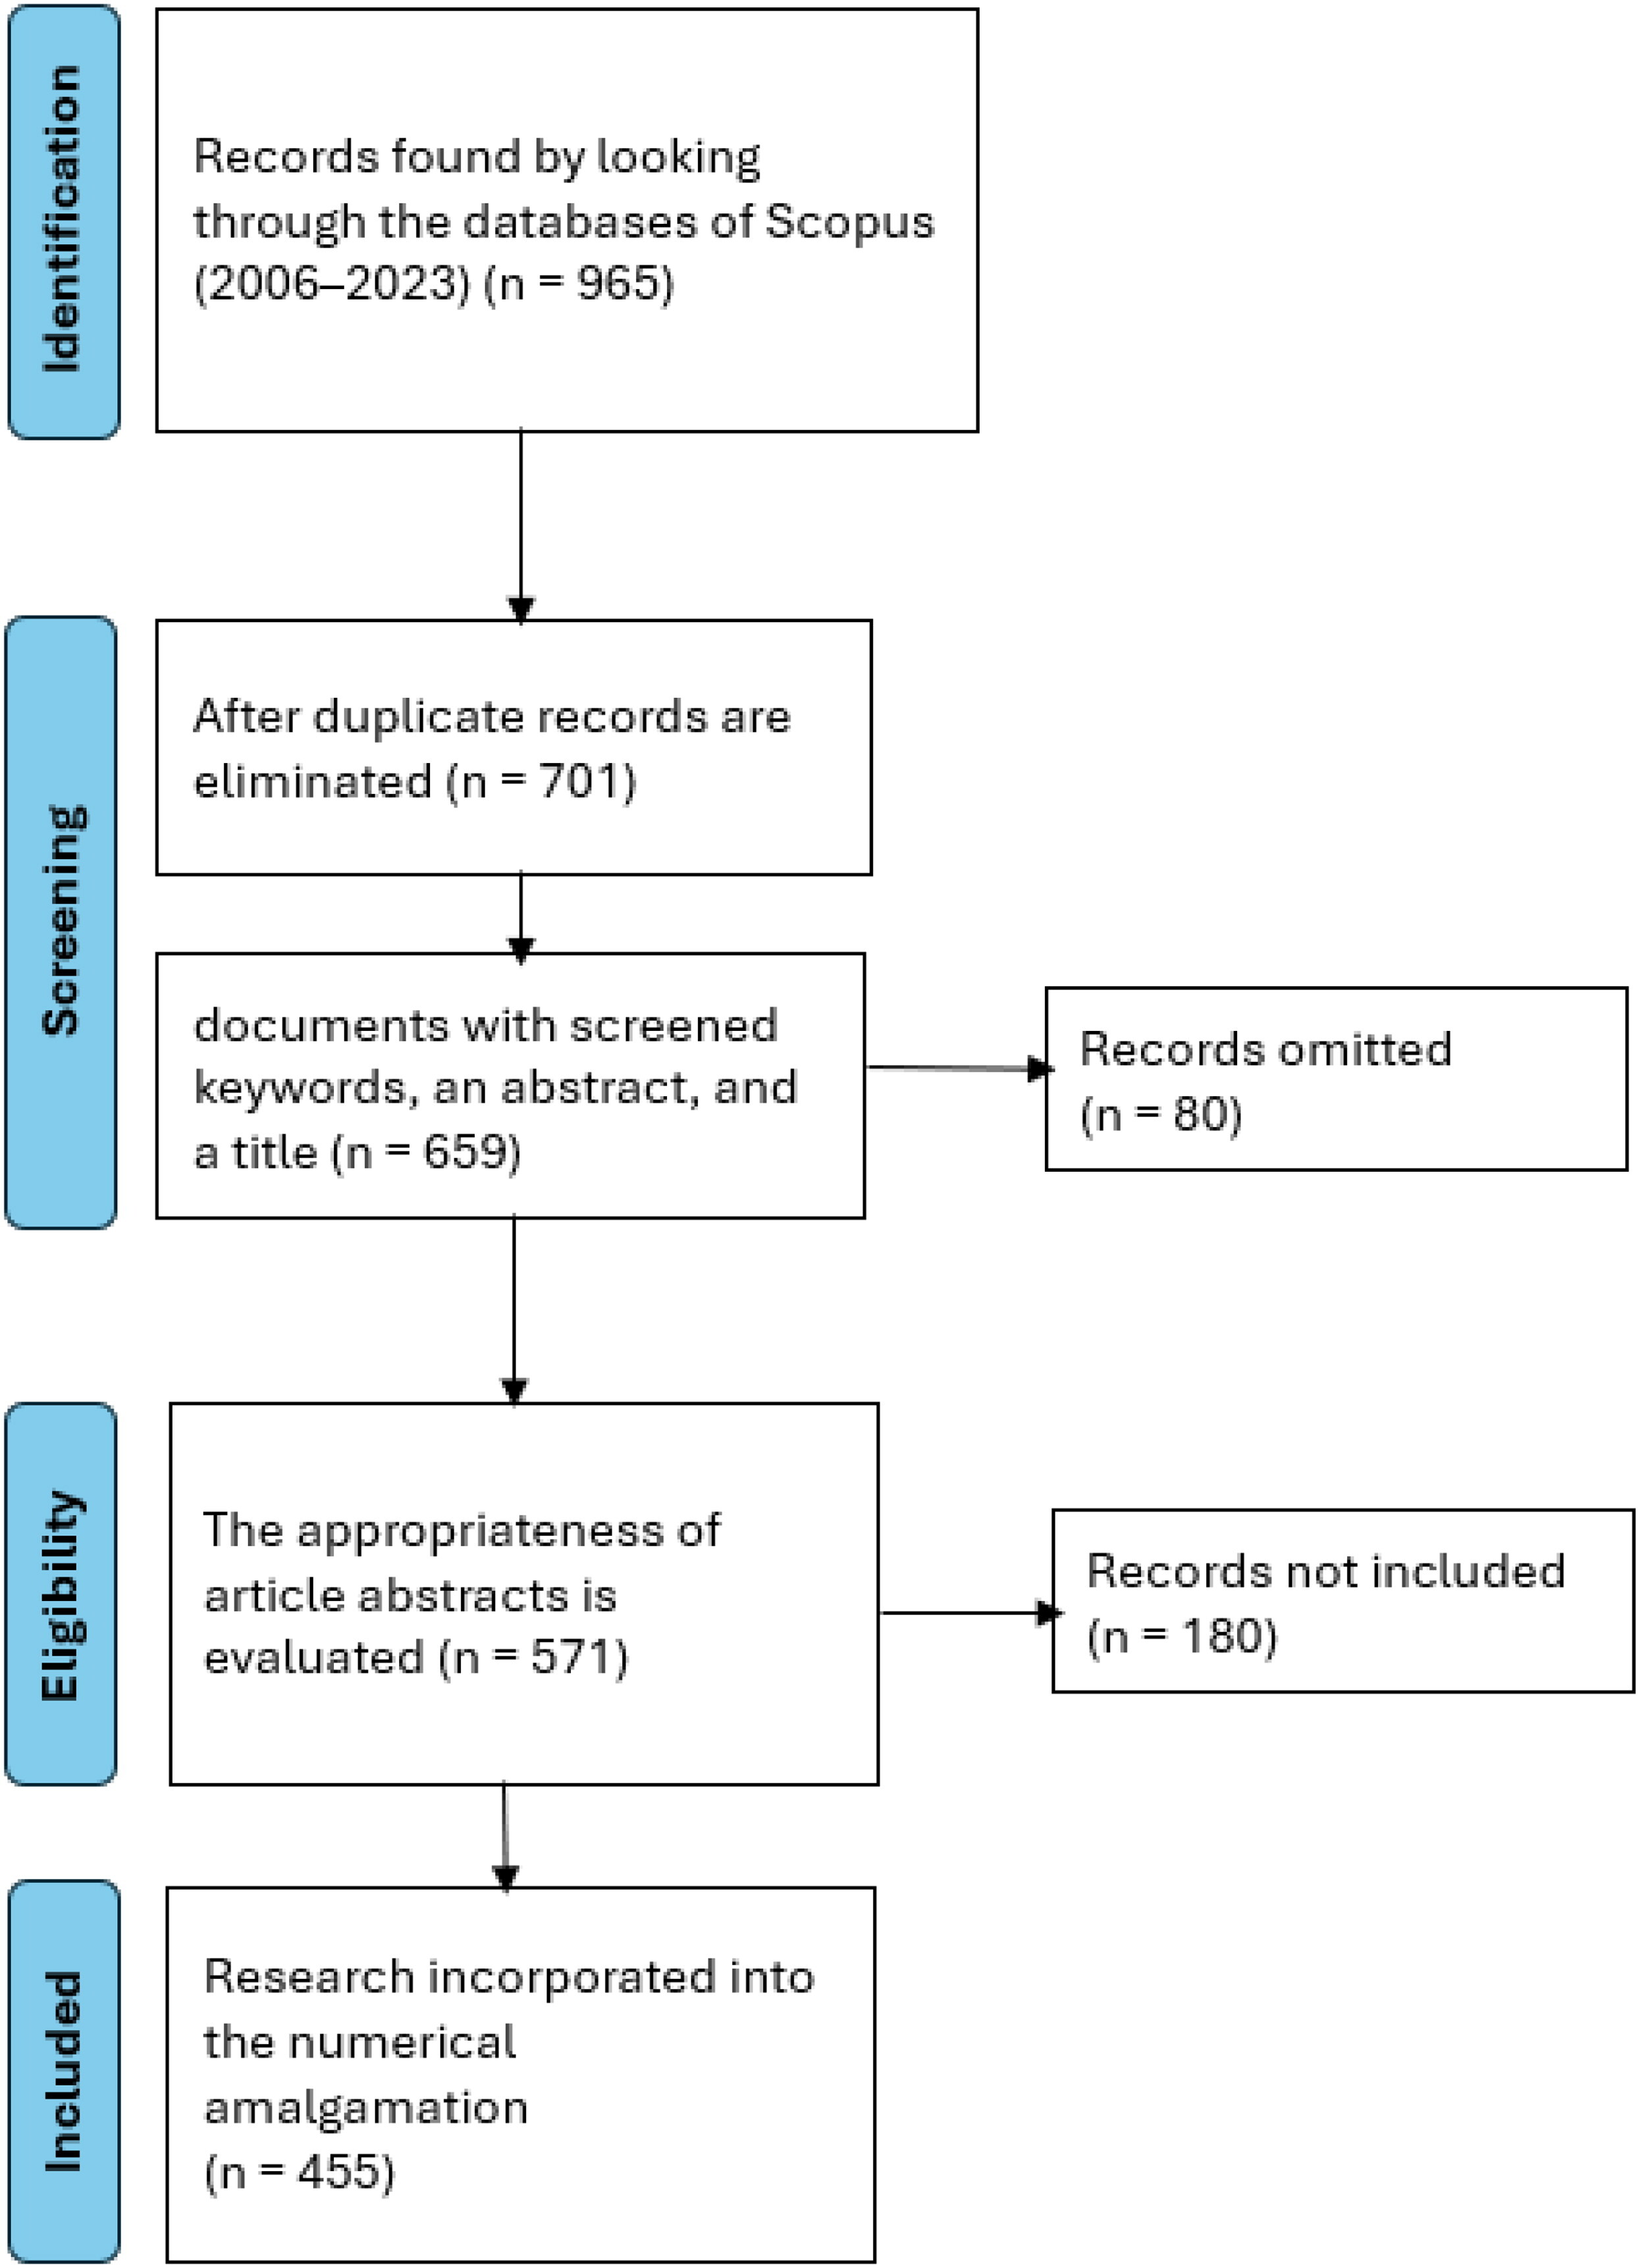 Identification
Records found by looking
through the databases of Scopus
(2006–2023) (n = 965)
Screening
After duplicate records are
eliminated (n = 701)
documents with screened
keywords, an abstract, and
a title (n = 659)
Records omitted
(n = 80)
Eligibility
The appropriateness of
article abstracts is
evaluated (n = 571)
Records not included
(n = 180)
Included
Research incorporated into
the numerical
amalgamation
(n = 455)